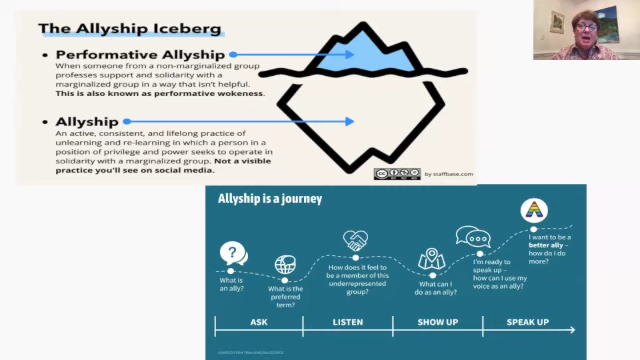 The Allyship Iceberg
• Performative Allyship
When someone from a non-marginalized group
professes support and solidarity with a
marginalized group in a way that isn't helpful.
This is also known as performative wokeness.
• Allyship
An active, consistent, and lifelong practice of
unlearning and re-learning in which a person in a
position of privilege and power seeks to operate in
solidarity with a marginalized group. Not a visible
practice you'll see on social media.
by staffbase.com
Allyship is a journey
What is
an ally?
What is the
preferred
term?
How does it feel to
be a member of this
underrepresented
group?
What can I
do as an ally?
I'm ready to
speak up –
how can I use my
voice as an ally?
I want to be a
better ally –
how do I do
more?
ASK
LISTEN
SHOW UP
SPEAK UP